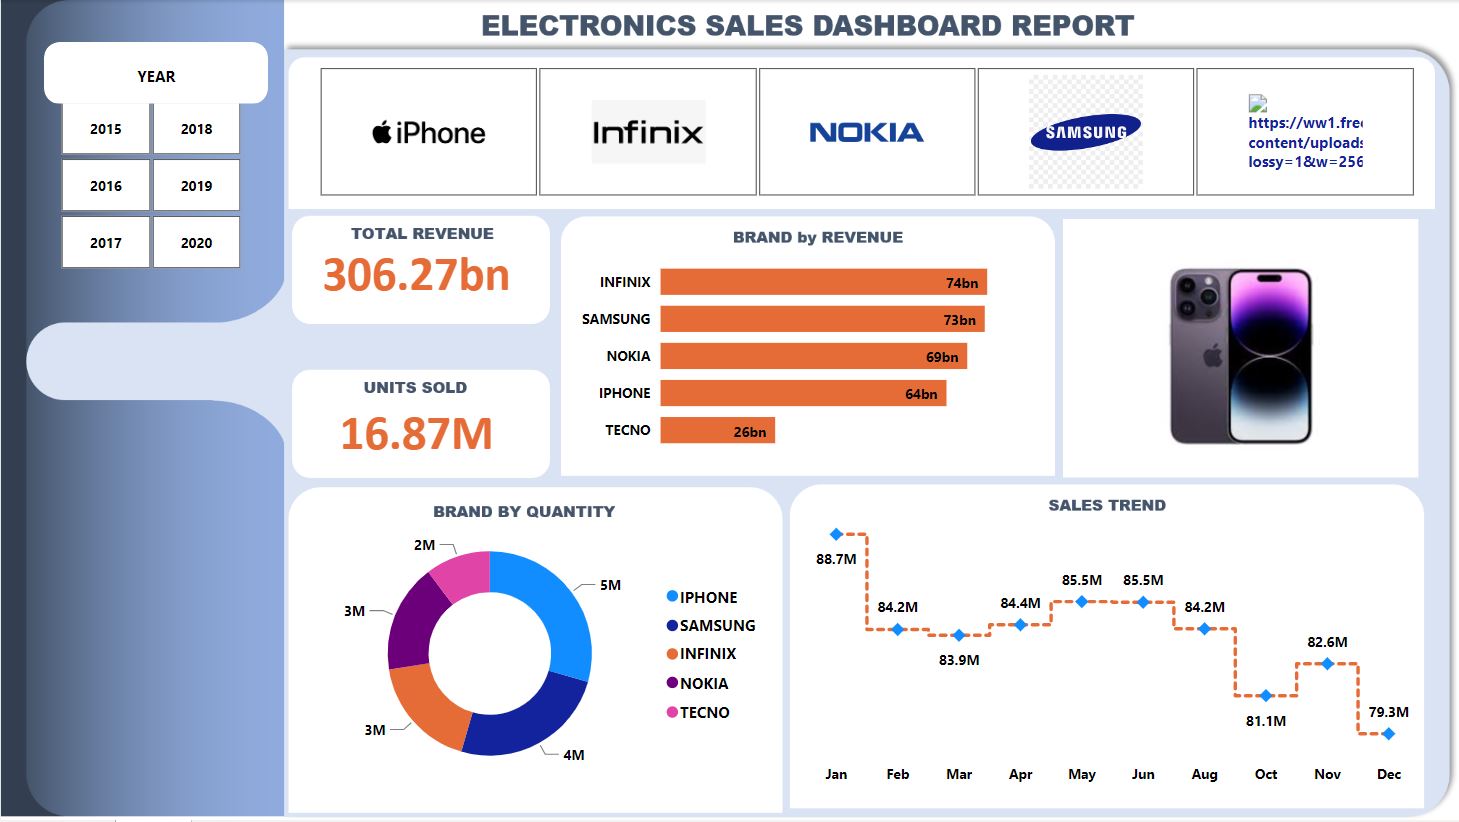 ELECTRONICS SALES DASHBOARD REPORT
YEAR
2015 2018
2016 2019
2017 2020
iPhone
Infinix
NOKIA
SAMSUNG
https://ww1.free
content/uploads
lossy=1&w=256
TOTAL REVENUE
306.27bn
UNITS SOLD
16.87M
BRAND by REVENUE
INFINIX 74bn
SAMSUNG 73bn
NOKIA 69bn
IPHONE 64bn
TECNO 26bn
BRAND BY QUANTITY
2M
5M
3M
3M
4M
IPHONE
SAMSUNG
INFINIX
NOKIA
TECNO
SALES TREND
88.7M
84.2M
83.9M
84.4M
85.5M
85.5M
84.2M
81.1M
82.6M
79.3M
Jan Feb Mar Apr May Jun Aug Oct Nov Dec